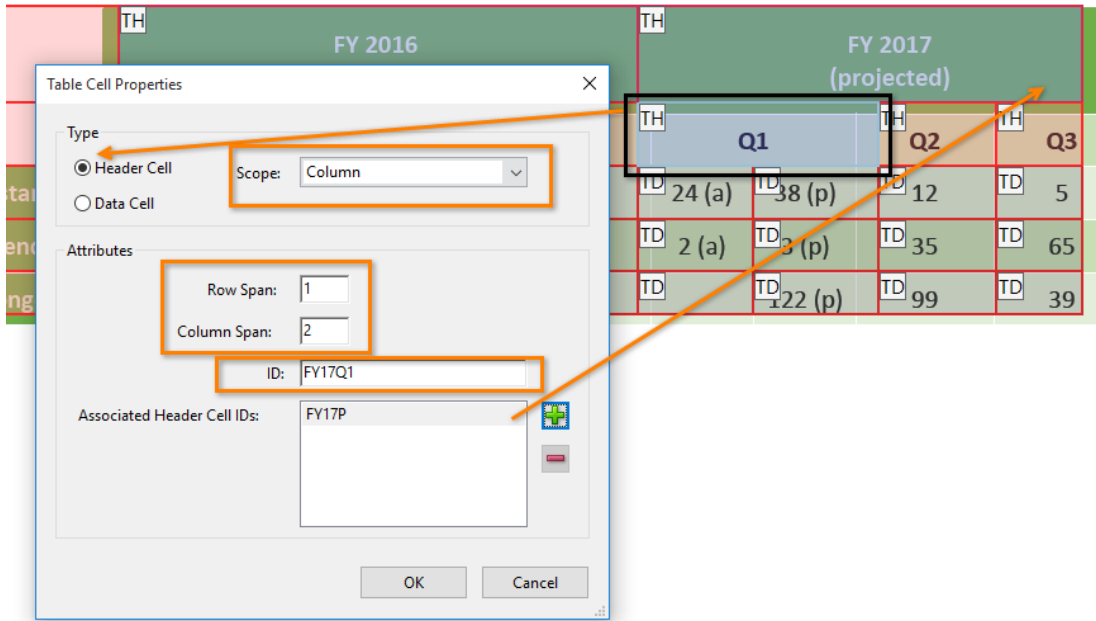 TH TH
FY 2016 FY 2017
(projected)
Table Cell Properties
TH TH TH
Type
Q1 Q2 Q3
Header Cell
Scope: Column
TD TD TD TD
24 (a) 38 (p) 12 5
Data Cell
TD TD TD TD
2 (a) 3 (p) 35 65
Attributes
Row Span: 1
TD TD TD TD
122 (p) 99 39
Column Span: 2
ID: FY17Q1
Associated Header Cell IDs: FY17P
OK Cancel